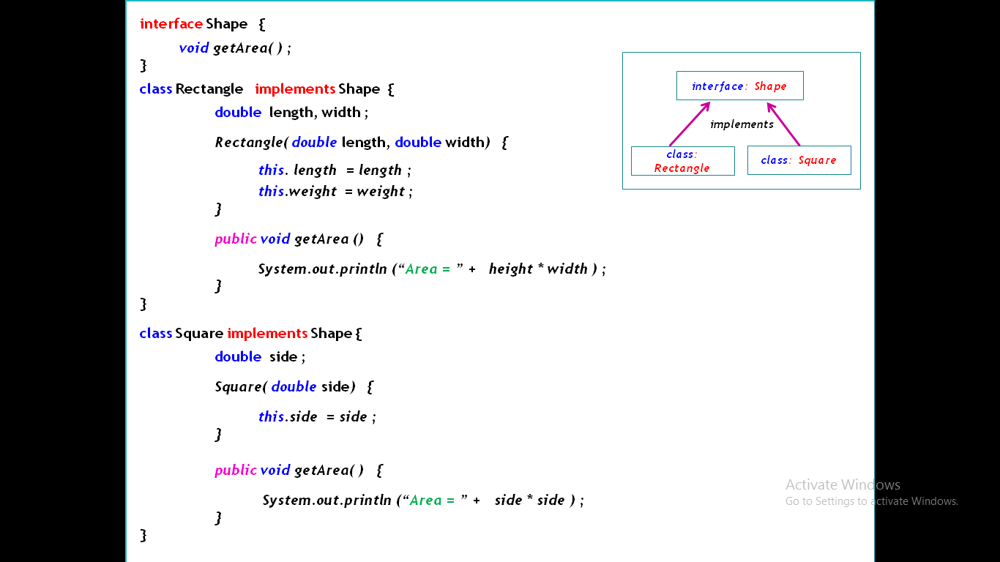 interface Shape {
void getArea( ) ;
}
class Rectangle implements Shape {
double length, width ;
Rectangle( double length, double width) {
this. length = length ;
this.weight = weight ;
}
public void getArea () {
System.out.println (“Area = ” + height * width ) ;
}
}
class Square implements Shape {
double side ;
Square( double side) {
this.side = side ;
}
public void getArea( ) {
System.out.println (“Area = ” + side * side ) ;
}
}
interface: Shape
implements
class:
Rectangle
class: Square
Activate Windows
Go to Settings to activate Windows.